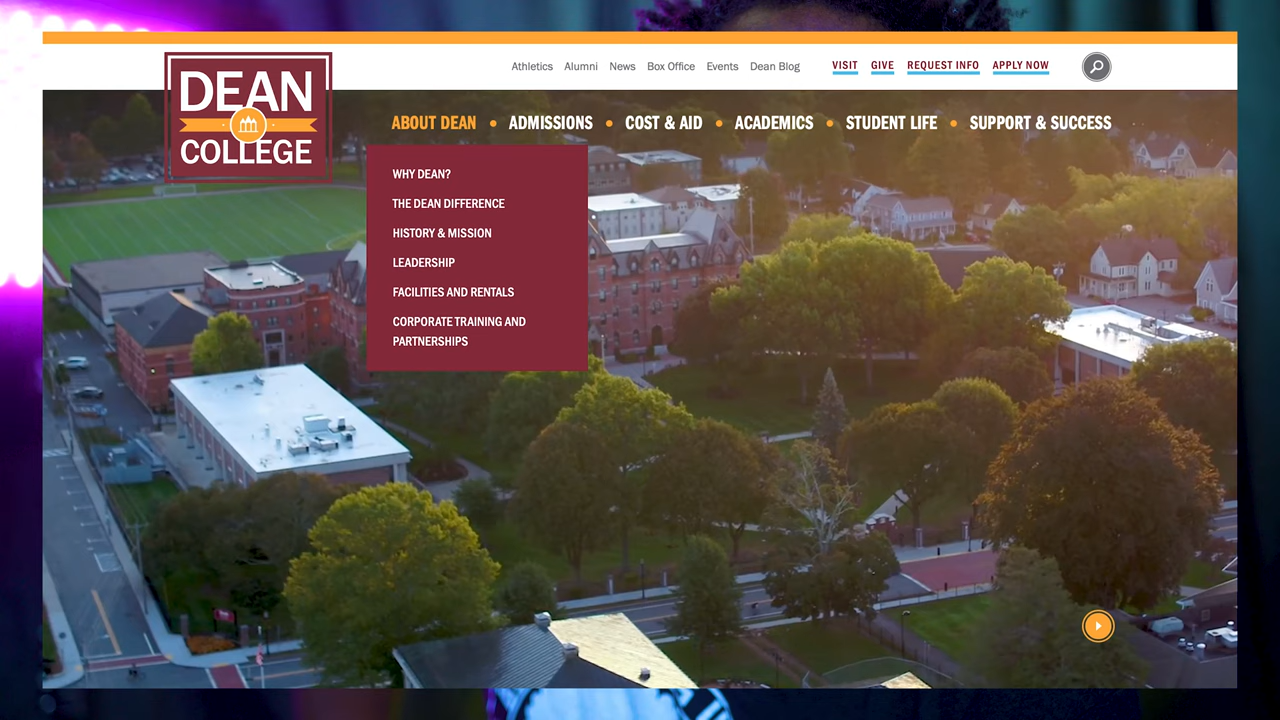 DEAN
COLLEGE
Athletics Alumni News Box Office Events Dean Blog VISIT GIVE REQUEST INFO APPLY NOW
ABOUT DEAN • ADMISSIONS • COST & AID • ACADEMICS • STUDENT LIFE • SUPPORT & SUCCESS
WHY DEAN?
THE DEAN DIFFERENCE
HISTORY & MISSION
LEADERSHIP
FACILITIES AND RENTALS
CORPORATE TRAINING AND
PARTNERSHIPS